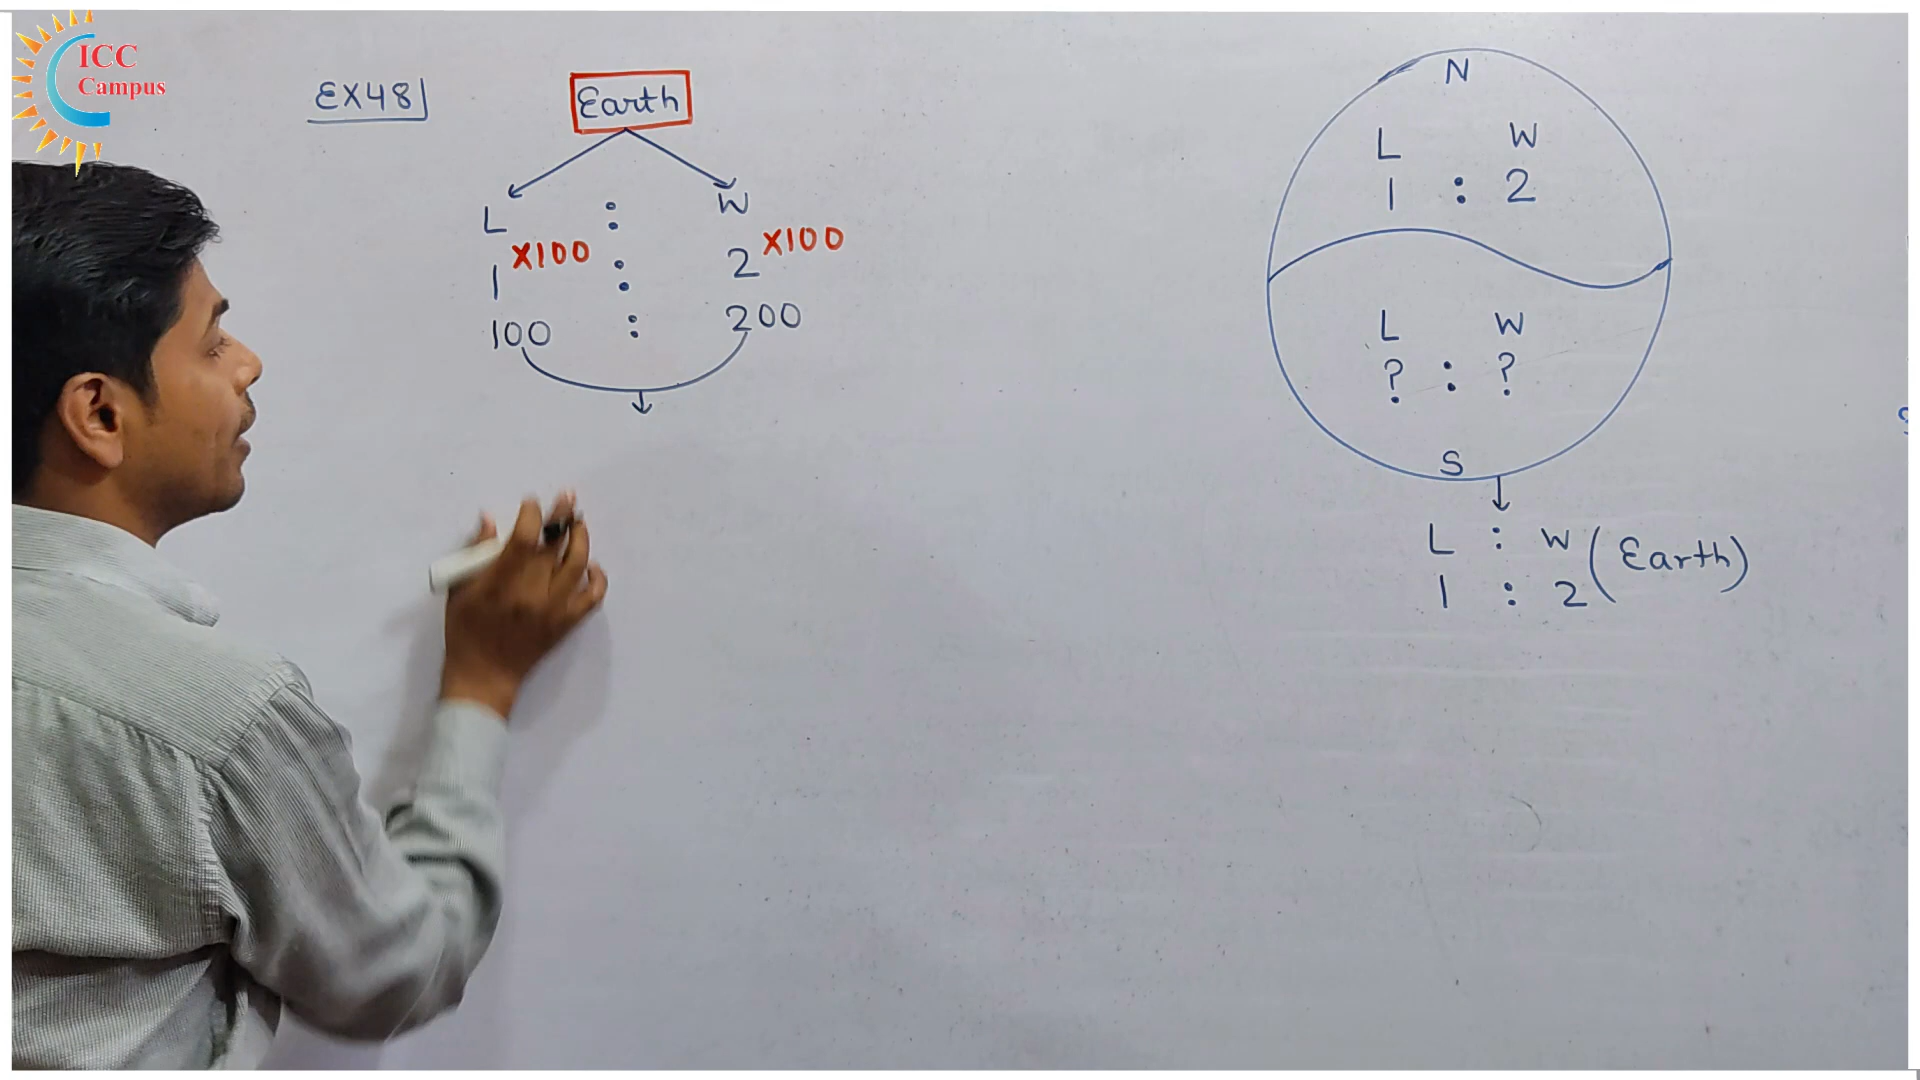 ICC
Campus
EX48
Earth
L : W
1 X100 : 2 X100
100 : 200
N
L W
1 : 2
L W
? : ?
S
L : W (Earth)
1 : 2